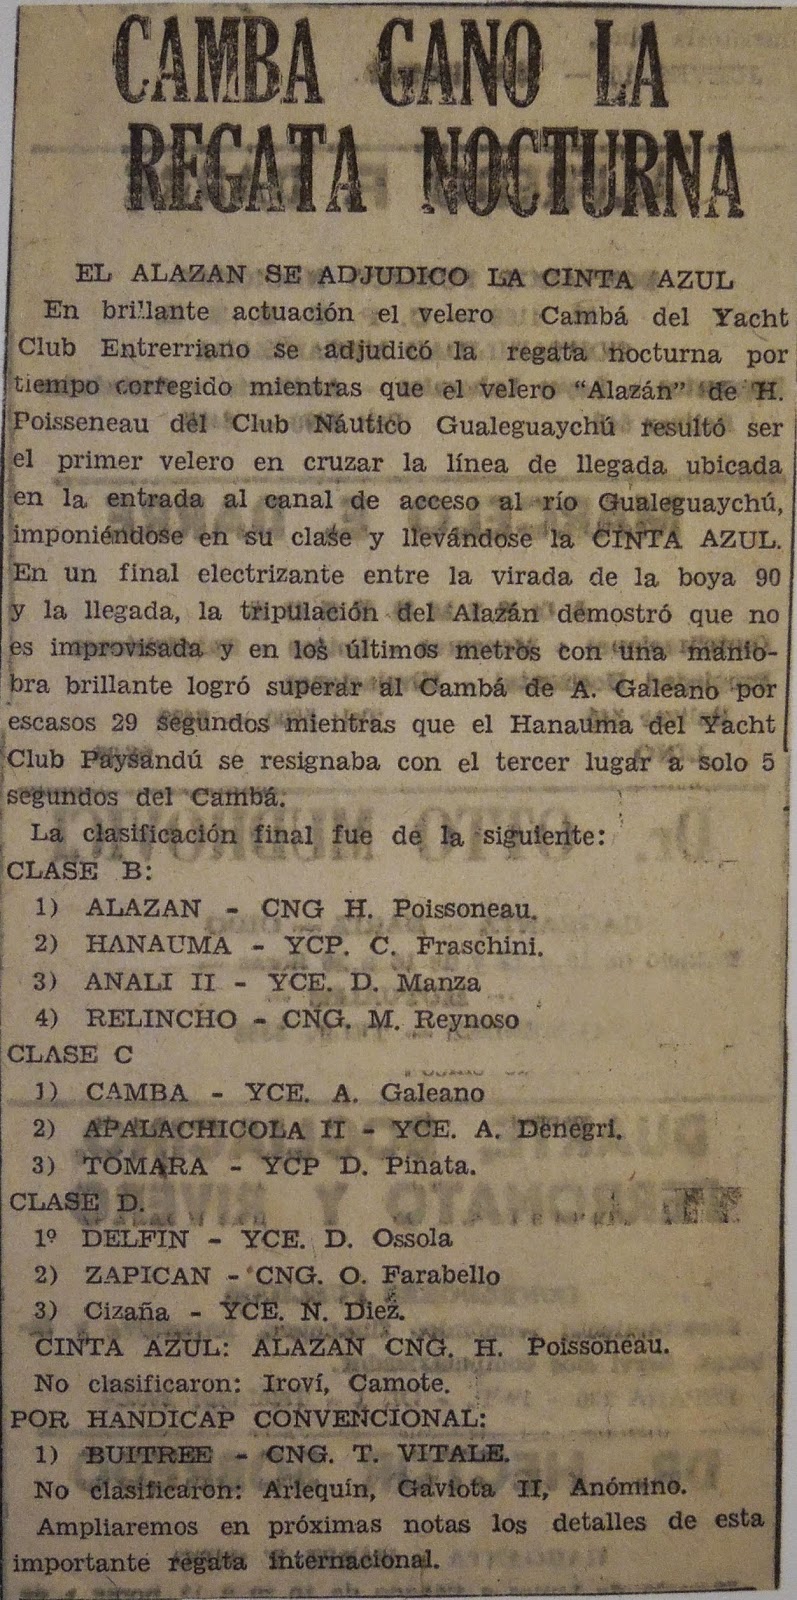 CAMBA GANO LA
REGATA NOCTURNA
EL ALAZAN SE ADJUDICO LA CINTA AZUL
En brillante actuación el velero Cambá del Yacht
Club Entrerriano se adjudicó la regata nocturna por
tiempo corregido mientras que el velero "Alazán" de H.
Poisseneau del Club Náutico Gualeguaychú resultó ser
el primer velero en cruzar la línea de llegada ubicada
en la entrada al canal de acceso al río Gualeguaychú,
imponiéndose en su clase y llevándose la CINTA AZUL.
En un final electrizante entre la virada de la boya 90
y la llegada, la tripulación del Alazán demostró que no
es improvisada y en los últimos metros con una manio-
bra brillante logró superar al Cambá de A. Galeano por
escasos 29 segundos mientras que el Hanauma del Yacht
Club Paysandú se resignaba con el tercer lugar a solo 5
segundos del Cambá.
La clasificación final fue de la siguiente:
CLASE B:
1) ALAZAN - CNG H. Poissoneau.
2) HANAUMA - YCP. C. Fraschini.
3) ANALI II - YCE. D. Manza
4) RELINCHO - CNG. M. Reynoso
CLASE C
1) CAMBA - YCE. A. Galeano
2) APALACHICOLA II - YCE. A. Denegri.
3) TOMARA - YCP D. Piñata.
CLASE D.
1º DELFIN - YCE. D. Ossola
2) ZAPICAN - CNG. O. Farabello
3) Cizaña - YCE. N. Diez.
CINTA AZUL: ALAZAN CNG. H. Poissoneau.
No clasificaron: Iroví, Camote.
POR HANDICAP CONVENCIONAL:
1) BUITREE - CNG. T. VITALE.
No clasificaron: Arlequín, Gaviota II, Anómino.
Ampliaremos en próximas notas los detalles de esta
importante regata internacional.